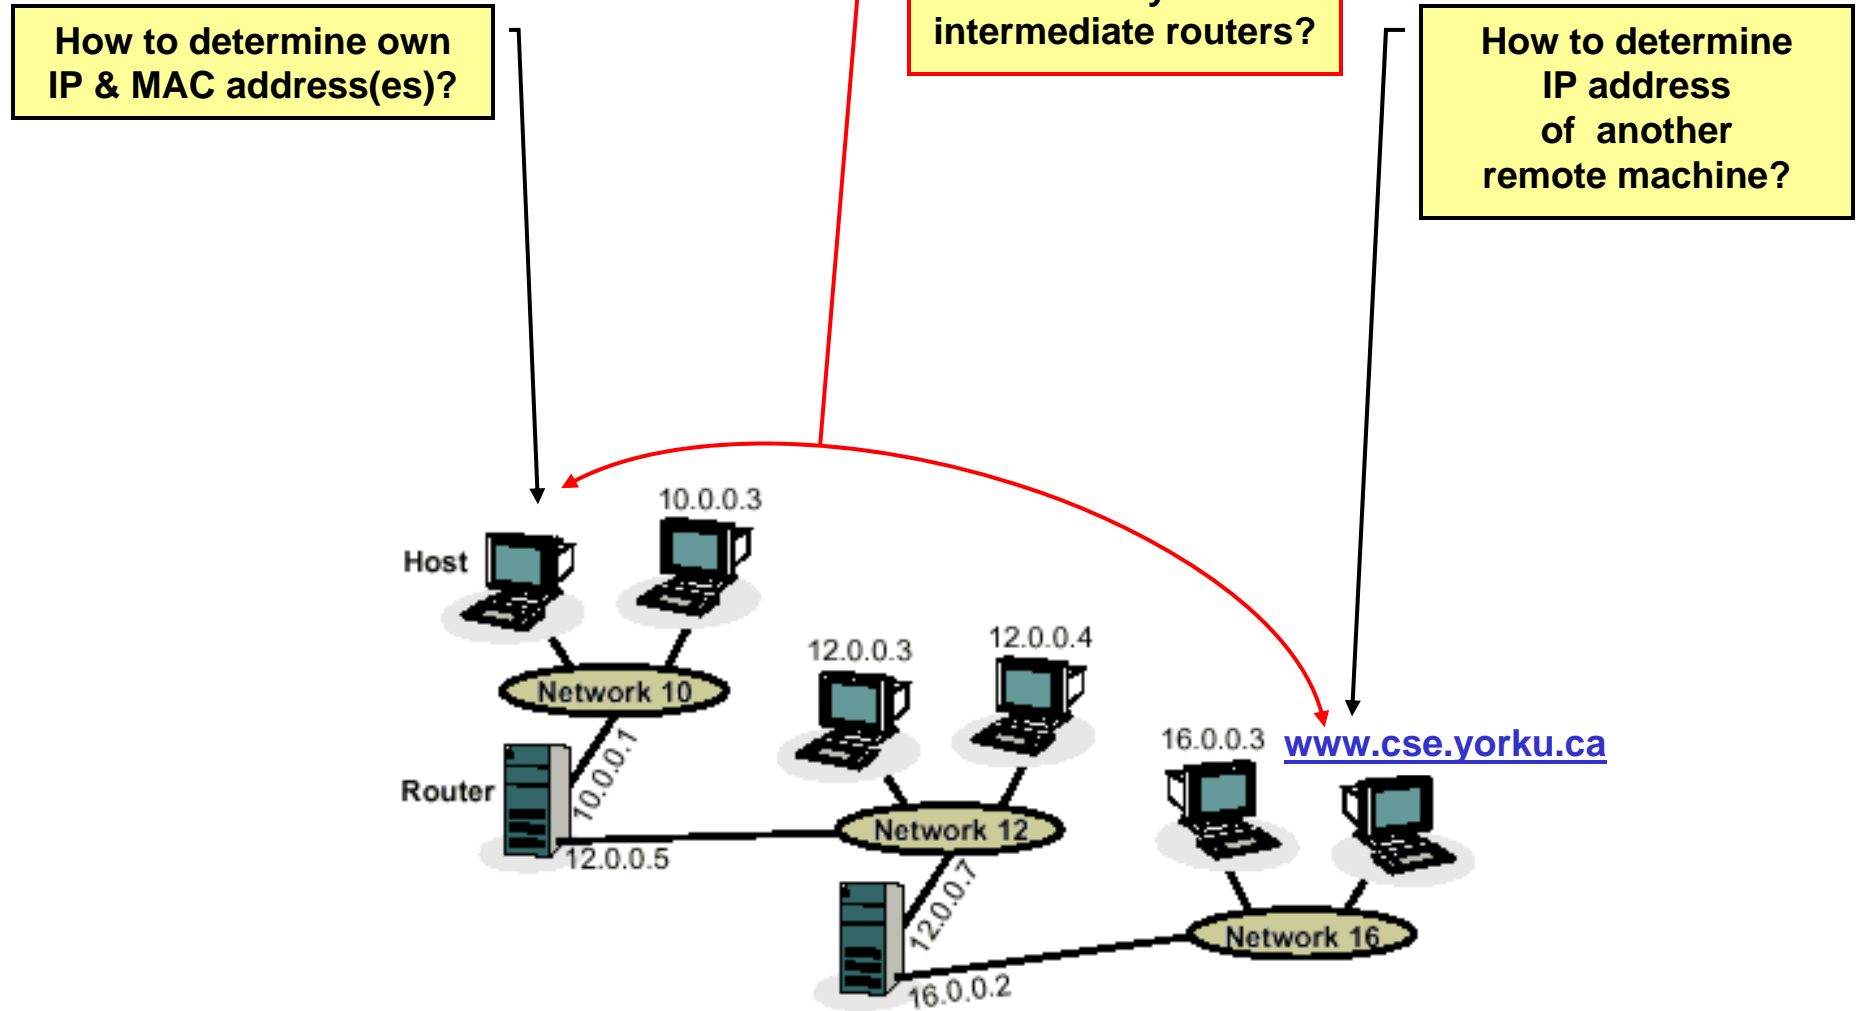 How to determine own
IP & MAC address(es)?
intermediate routers?
How to determine
IP address
of another
remote machine?
10.0.0.3
Host
Network 10
12.0.0.3
12.0.0.4
10.0.0.1
Router
12.0.0.5
Network 12
16.0.0.3
www.cse.yorku.ca
12.0.0.7
Network 16
16.0.0.2